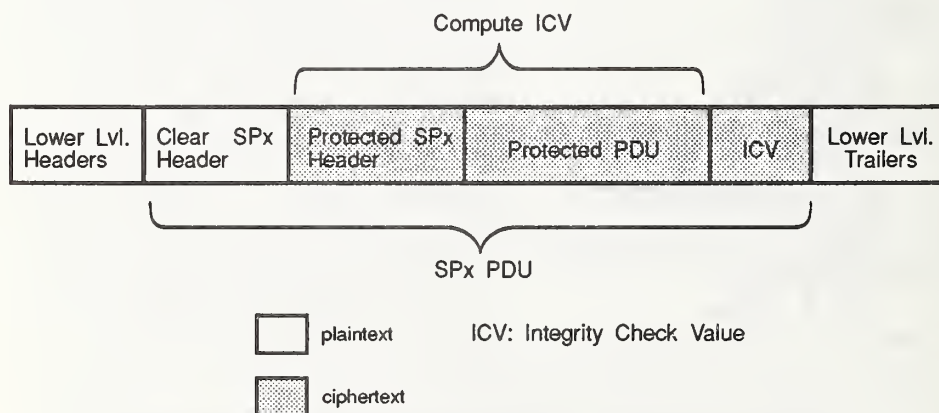 Compute ICV
Lower Lvl. Headers
Clear SPx Header
Protected SPx Header
Protected PDU
ICV
Lower Lvl. Trailers
SPx PDU
plaintext
ICV: Integrity Check Value
ciphertext